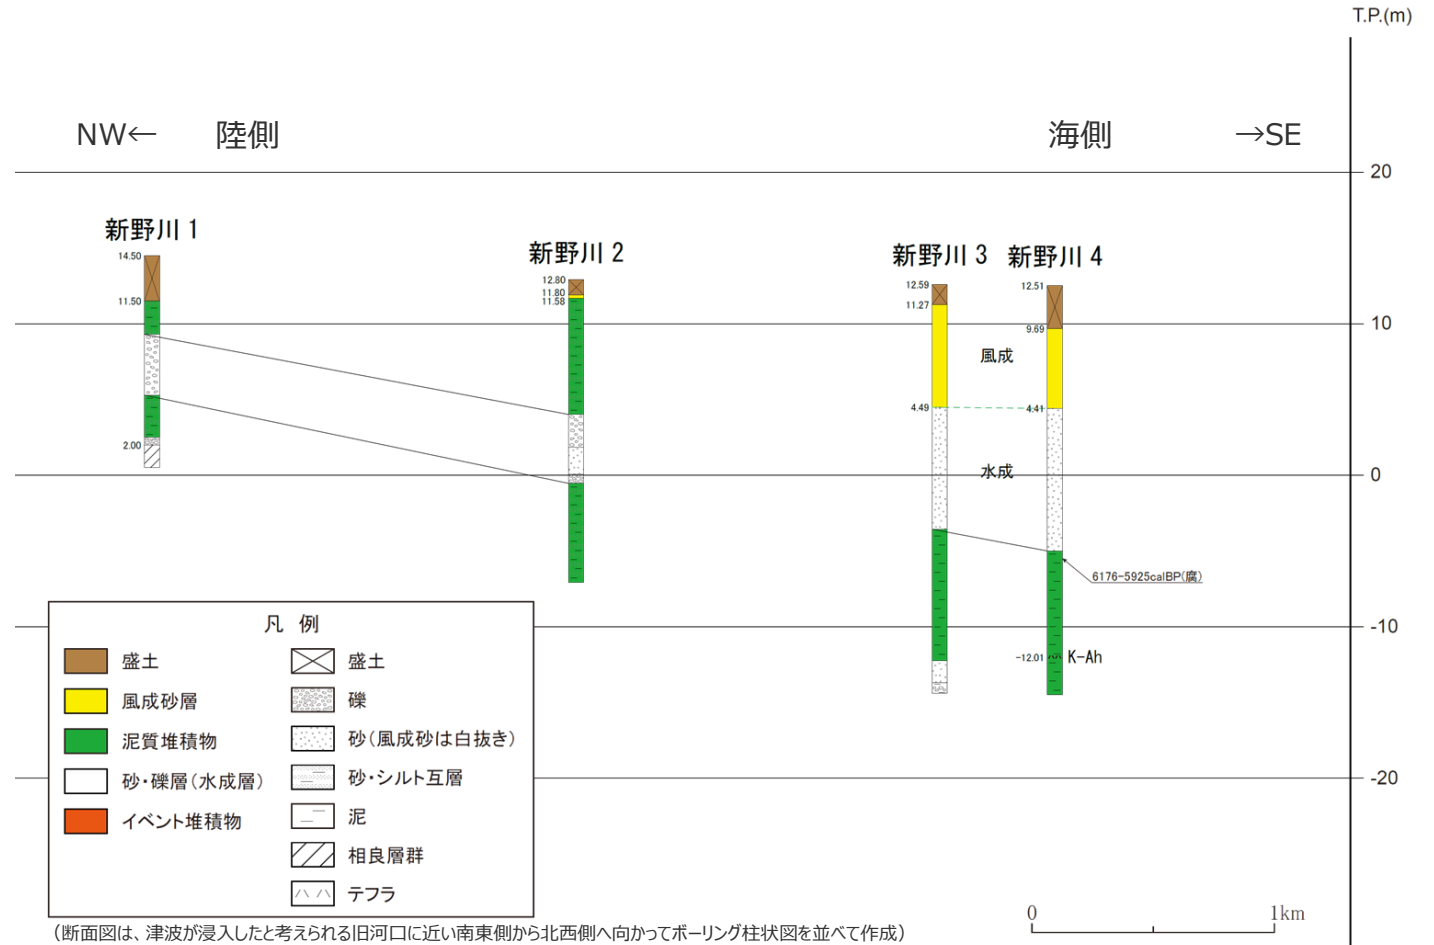 T.P.(m)
NW← 陸側 海側 →SE
20
新野川 1
14.50
11.50
2.00
新野川 2
12.80
11.80
11.58
新野川 3
12.59
11.27
4.49
新野川 4
12.51
9.69
4.41
10
風成
水成
0
6176-5925calBP(腐)
-10
-12.01 K-Ah
-20
凡 例
盛土
風成砂層
泥質堆積物
砂・礫層(水成層)
イベント堆積物
盛土
礫
砂(風成砂は白抜き)
砂・シルト互層
泥
相良層群
テフラ
0 1km
(断面図は、津波が浸入したと考えられる旧河口に近い南東側から北西側へ向かってボーリング柱状図を並べて作成)